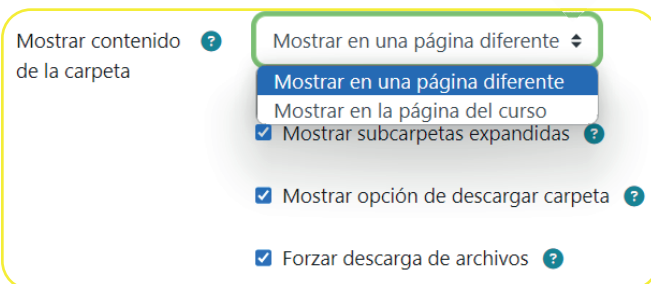 Mostrar contenido
de la carpeta
Mostrar en una página diferente
Mostrar en una página diferente
Mostrar en la página del curso
Mostrar subcarpetas expandidas
Mostrar opción de descargar carpeta
Forzar descarga de archivos